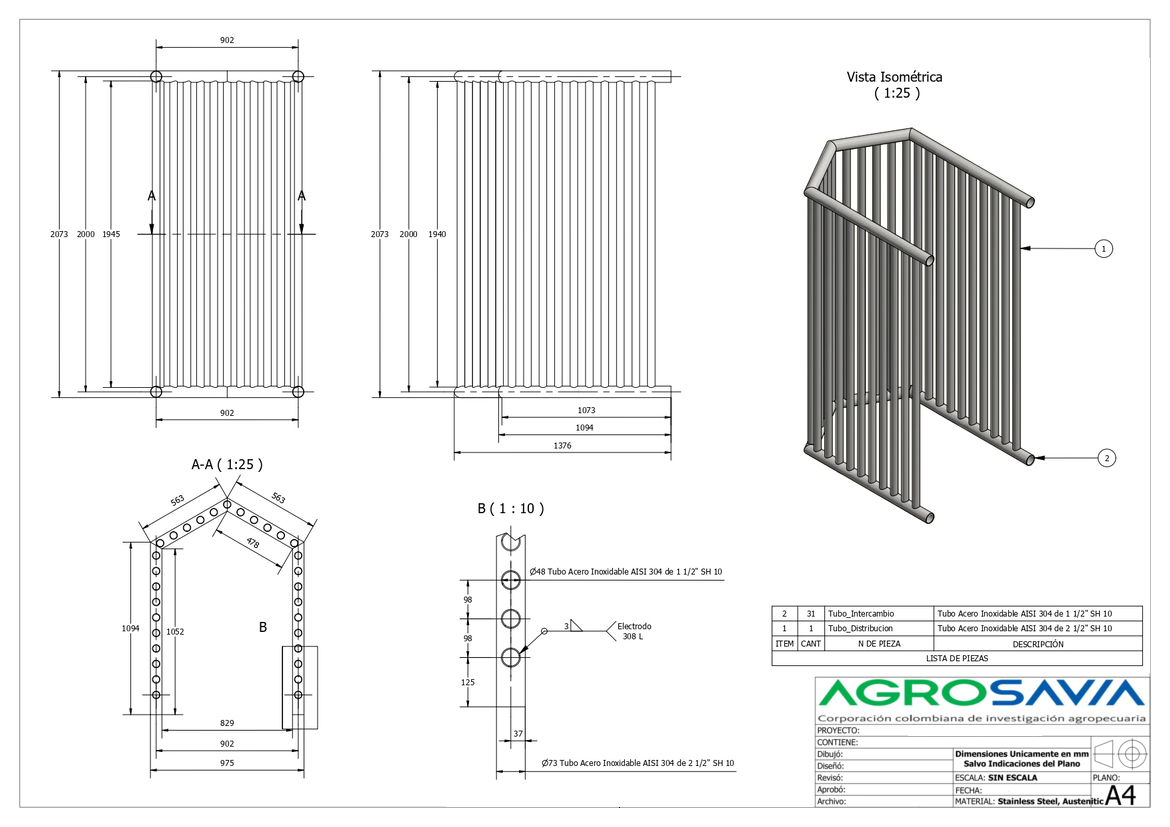 902
2073
2000
1945
A
A
902
2073
2000
1940
1073
1094
1376
Vista Isométrica
( 1:25 )
1
2
A-A ( 1:25 )
563
563
478
1094
1052
B
829
902
975
B ( 1 : 10 )
Ø48 Tubo Acero Inoxidable AISI 304 de 1 1/2" SH 10
98
98
125
3
Electrodo
308 L
37
Ø73 Tubo Acero Inoxidable AISI 304 de 2 1/2" SH 10
2 31 Tubo_Intercambio Tubo Acero Inoxidable AISI 304 de 1 1/2" SH 10
1 1 Tubo_Distribucion Tubo Acero Inoxidable AISI 304 de 2 1/2" SH 10
ITEM CANT N DE PIEZA DESCRIPCIÓN
LISTA DE PIEZAS
AGROSAVIA
Corporación colombiana de investigación agropecuaria
PROYECTO:
CONTIENE:
Dibujó:
Diseñó:
Revisó:
Aprobó:
Archivo:
Dimensiones Unicamente en mm
Salvo Indicaciones del Plano
ESCALA: SIN ESCALA
PLANO:
FECHA:
MATERIAL: Stainless Steel, Austenitic
A4